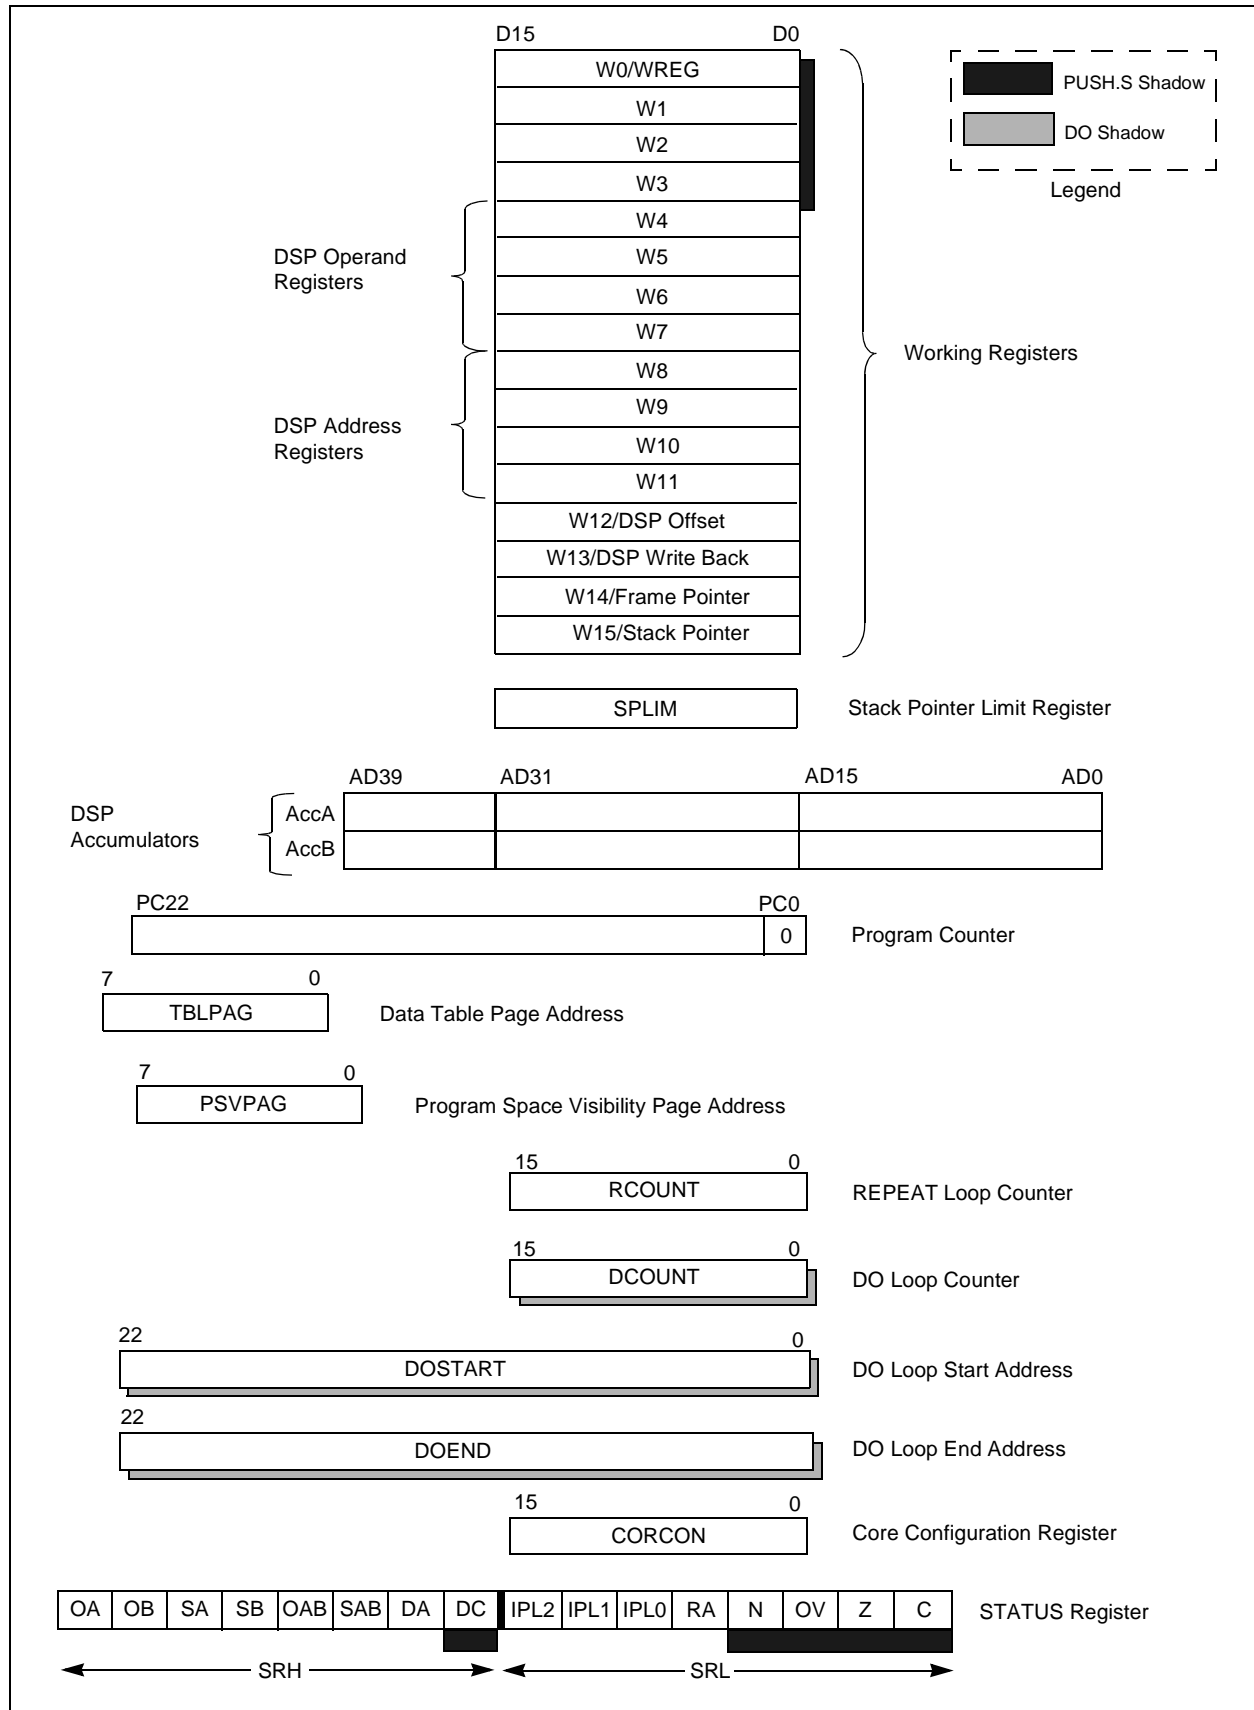 D15 D0
W0/WREG
W1
W2
W3
W4
W5
W6
W7
W8
W9
W10
W11
W12/DSP Offset
W13/DSP Write Back
W14/Frame Pointer
W15/Stack Pointer
PUSH.S Shadow
DO Shadow
Legend
DSP Operand
Registers
DSP Address
Registers
Working Registers
SPLIM Stack Pointer Limit Register
AD39 AD31 AD15 AD0
DSP
Accumulators
AccA
AccB
PC22 PC0
0 Program Counter
7 0
TBLPAG Data Table Page Address
7 0
PSVPAG Program Space Visibility Page Address
15 0
RCOUNT REPEAT Loop Counter
15 0
DCOUNT DO Loop Counter
22 0
DOSTART DO Loop Start Address
22
DOEND DO Loop End Address
15 0
CORCON Core Configuration Register
OA OB SA SB OAB SAB DA DC IPL2 IPL1 IPL0 RA N OV Z C STATUS Register
SRH SRL